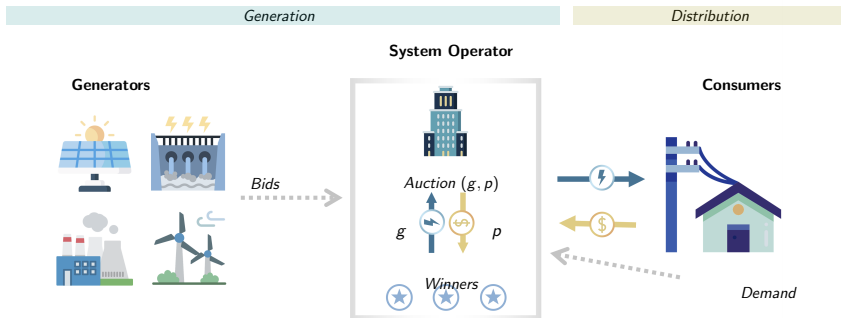 Generation
Distribution
System Operator
Generators
Consumers
Bids
Auction (g, p)
g
p
Winners
Demand
$
$